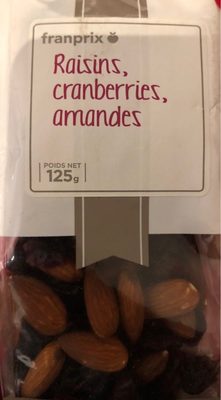 franprix
Raisins,
cranberries,
amandes
POIDS NET
125g